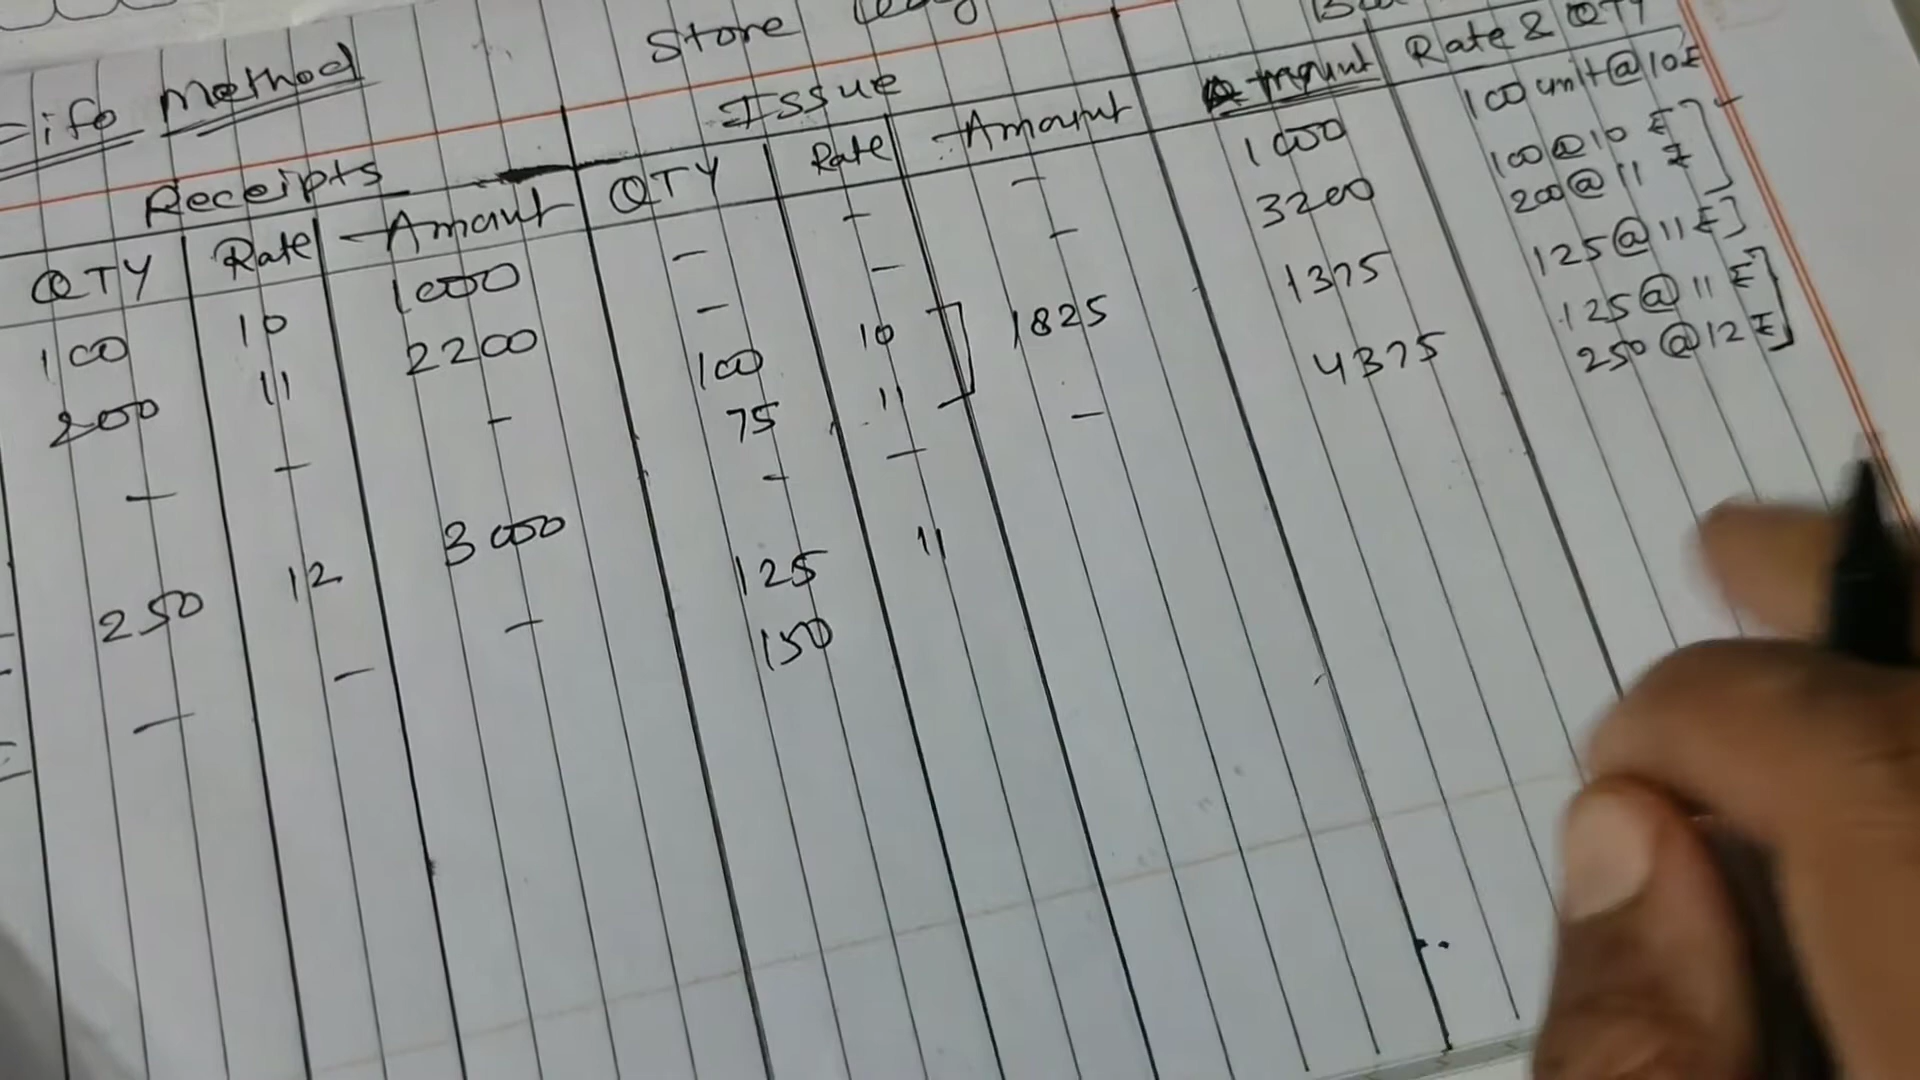 Store
Fifo Method
Receipts Issue
QTY Rate Amount QTY Rate Amount Amount Rate & QTY
100 10 1000 - - - 1000 100 unit@10₹
200 11 2200 - - - 3200 100@10₹
200@11₹
- - - 100 10 1825 1375 125@11₹
75 11
250 12 3000 - - - 4375 125@11₹
250@12₹
- - - 125 11
150